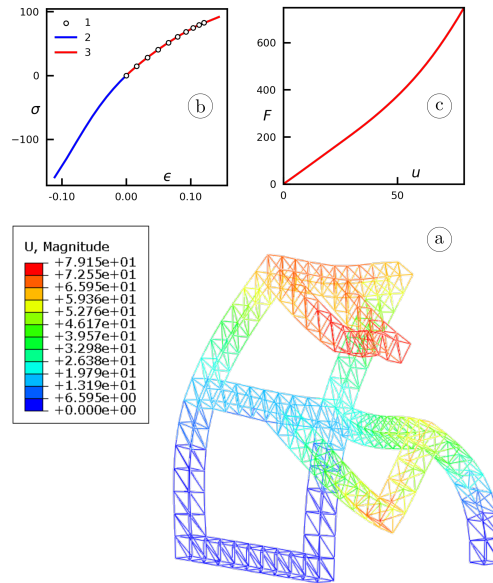 100
0
−100
σ
1
2
3
b
−0.10
0.00
0.10
ϵ
600
400
200
0
F
c
0
50
u
a
U, Magnitude
+7.915e+01
+7.255e+01
+6.595e+01
+5.936e+01
+5.276e+01
+4.617e+01
+3.957e+01
+3.298e+01
+2.638e+01
+1.979e+01
+1.319e+01
+6.595e+00
+0.000e+00